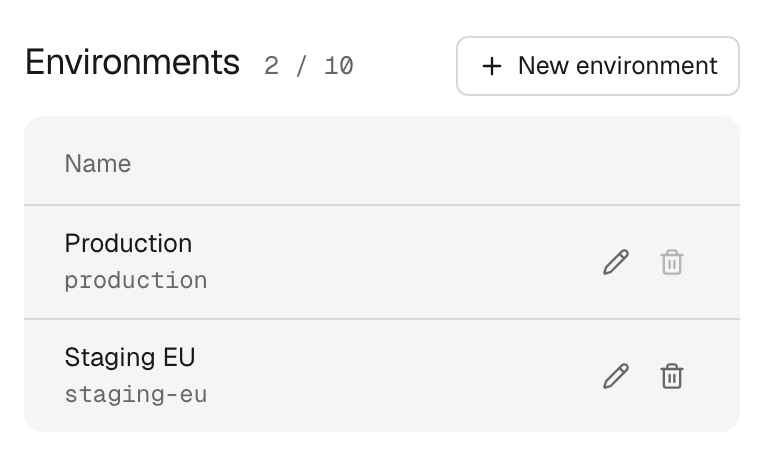 Environments 2 / 10
+ New environment
Name
Production
production
Staging EU
staging-eu